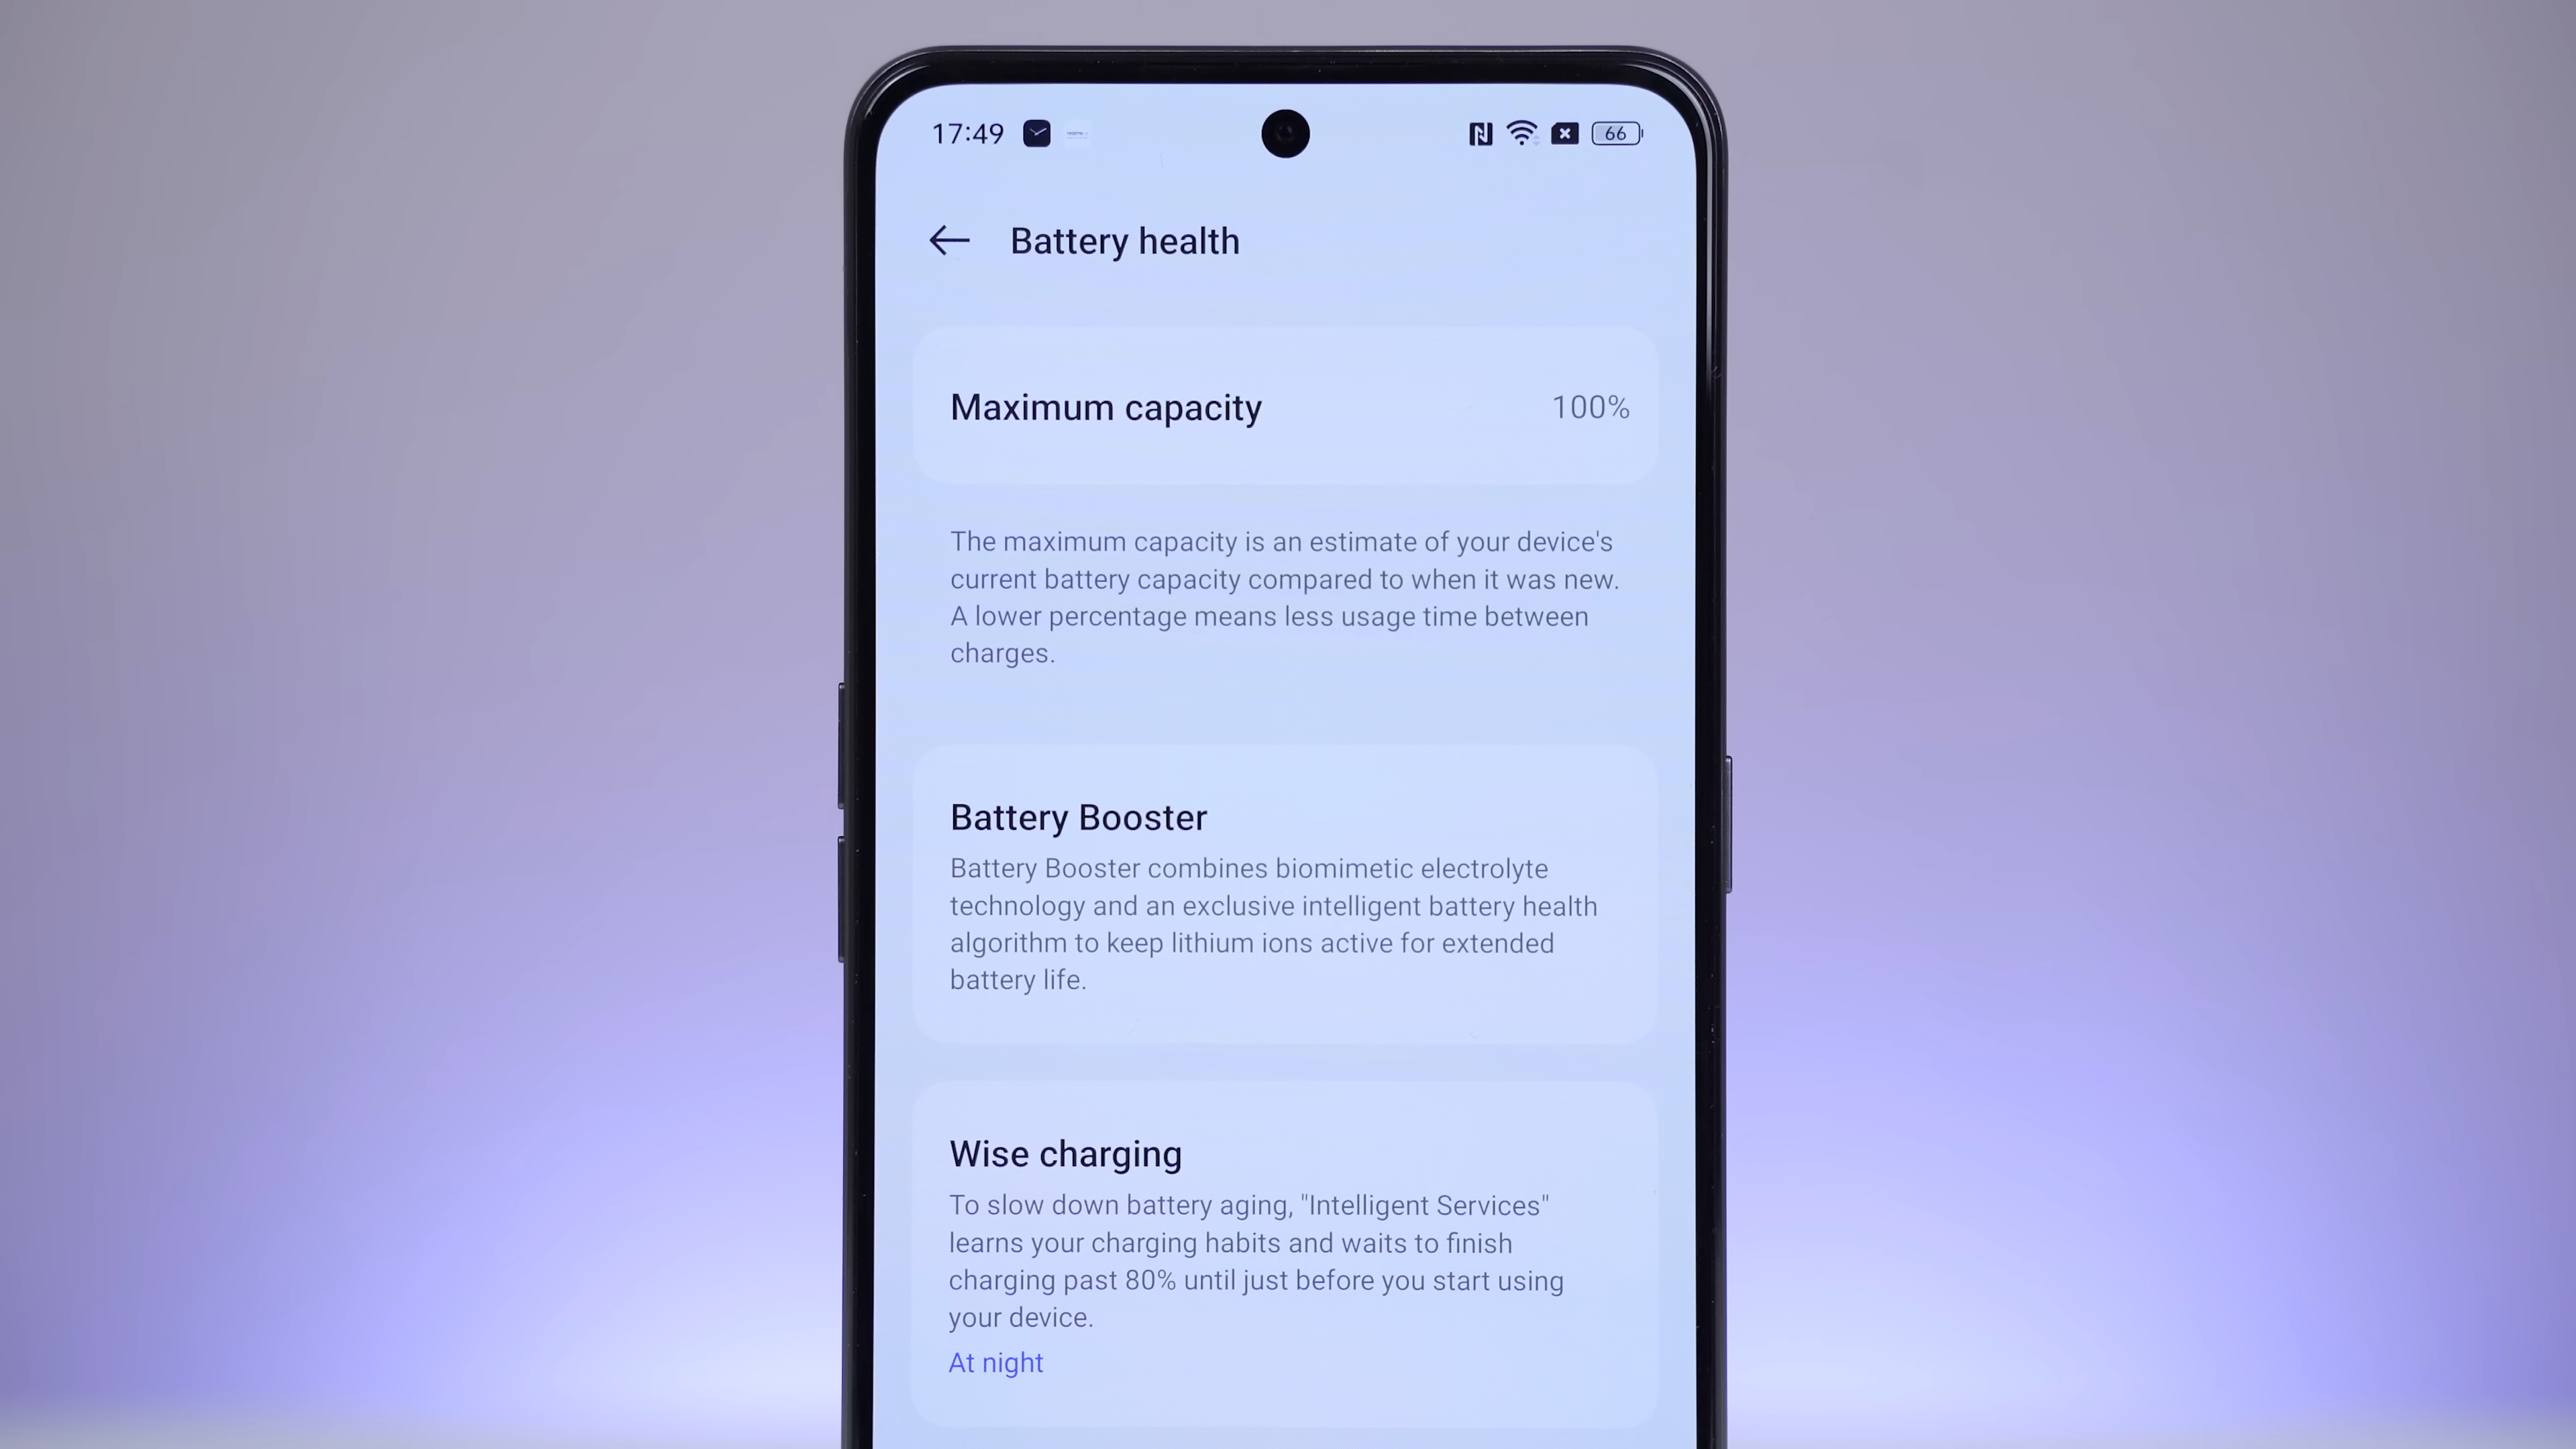 17:49
66
Battery health
Maximum capacity 100%
The maximum capacity is an estimate of your device's
current battery capacity compared to when it was new.
A lower percentage means less usage time between
charges.
Battery Booster
Battery Booster combines biomimetic electrolyte
technology and an exclusive intelligent battery health
algorithm to keep lithium ions active for extended
battery life.
Wise charging
To slow down battery aging, "Intelligent Services"
learns your charging habits and waits to finish
charging past 80% until just before you start using
your device.
At night